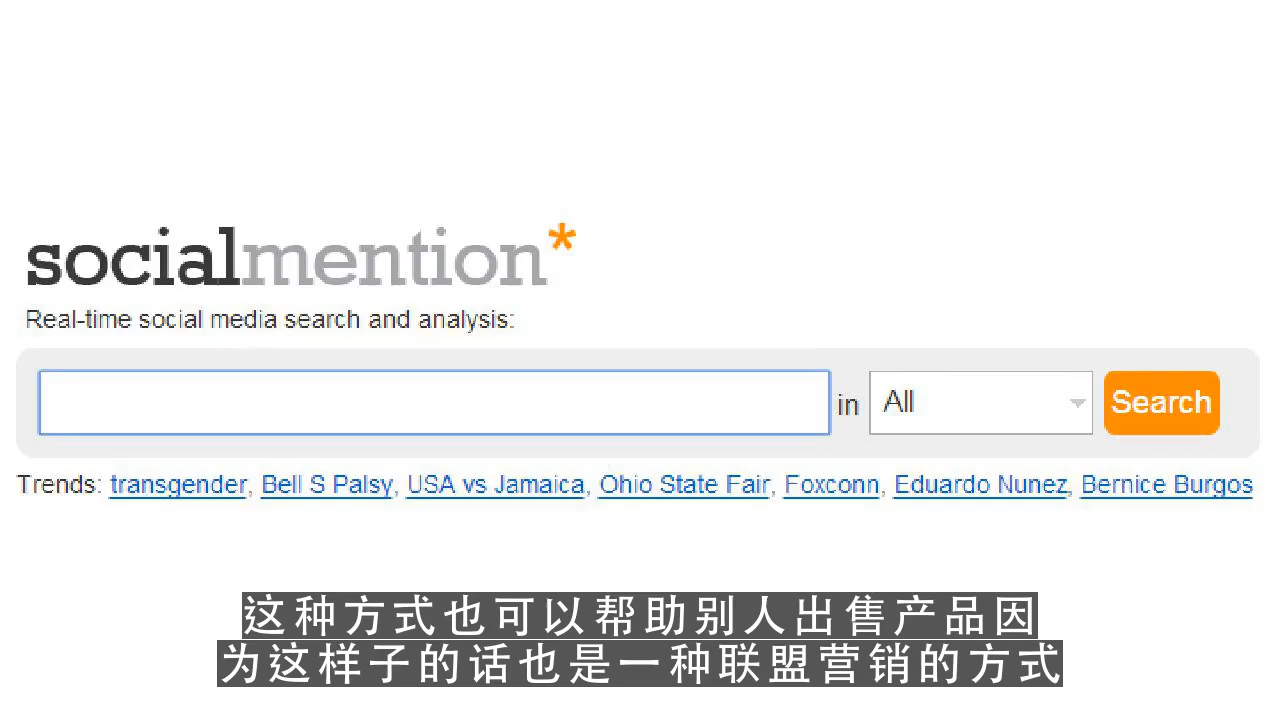 socialmention*
Real-time social media search and analysis:
in All Search
Trends: transgender, Bell S Palsy, USA vs Jamaica, Ohio State Fair, Foxconn, Eduardo Nunez, Bernice Burgos
这种方式也可以帮助别人出售产品因
为这样子的话也是一种联盟营销的方式